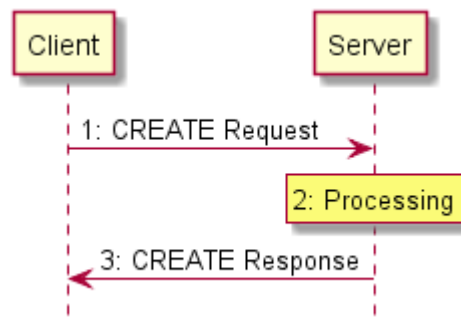 Client
Server
1: CREATE Request
2: Processing
3: CREATE Response